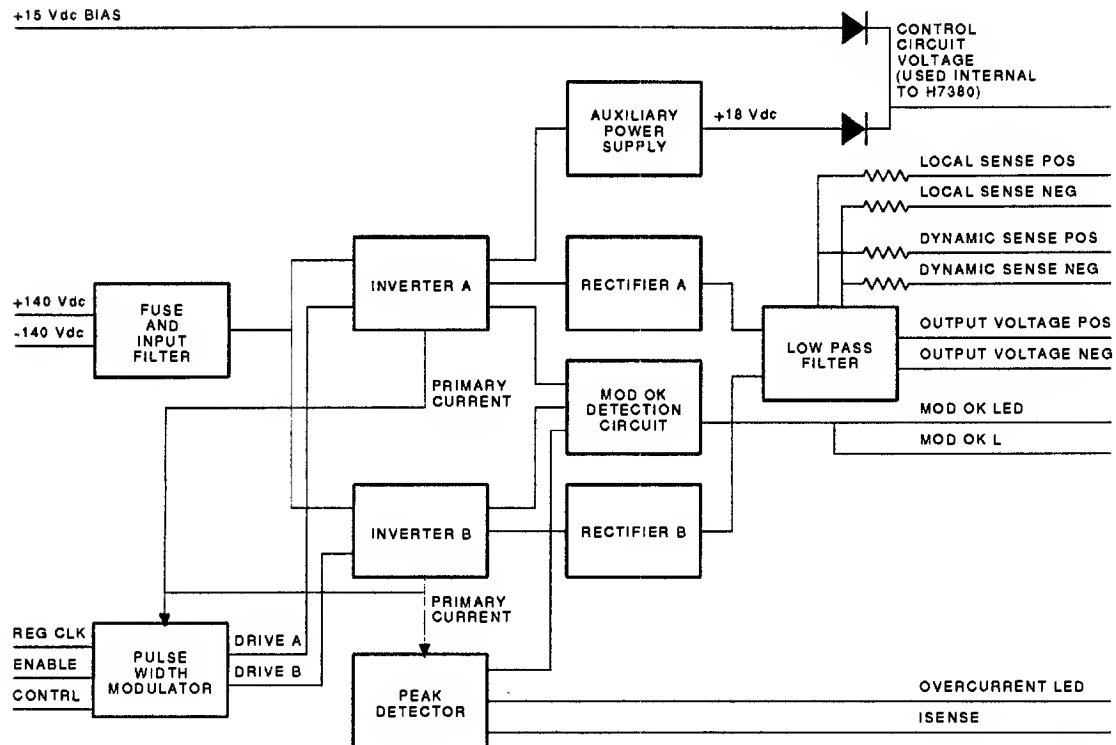 +15 Vdc BIAS
CONTROL
CIRCUIT
VOLTAGE
(USED INTERNAL
TO H7380)
AUXILIARY
POWER
SUPPLY
+18 Vdc
LOCAL SENSE POS
LOCAL SENSE NEG
DYNAMIC SENSE POS
DYNAMIC SENSE NEG
+140 Vdc
-140 Vdc
FUSE
AND
INPUT
FILTER
INVERTER A
RECTIFIER A
LOW PASS
FILTER
OUTPUT VOLTAGE POS
OUTPUT VOLTAGE NEG
PRIMARY
CURRENT
MOD OK
DETECTION
CIRCUIT
MOD OK LED
MOD OK L
INVERTER B
RECTIFIER B
PRIMARY
CURRENT
REG CLK
ENABLE
CONTRL
PULSE
WIDTH
MODULATOR
DRIVE A
DRIVE B
PEAK
DETECTOR
OVERCURRENT LED
ISENSE